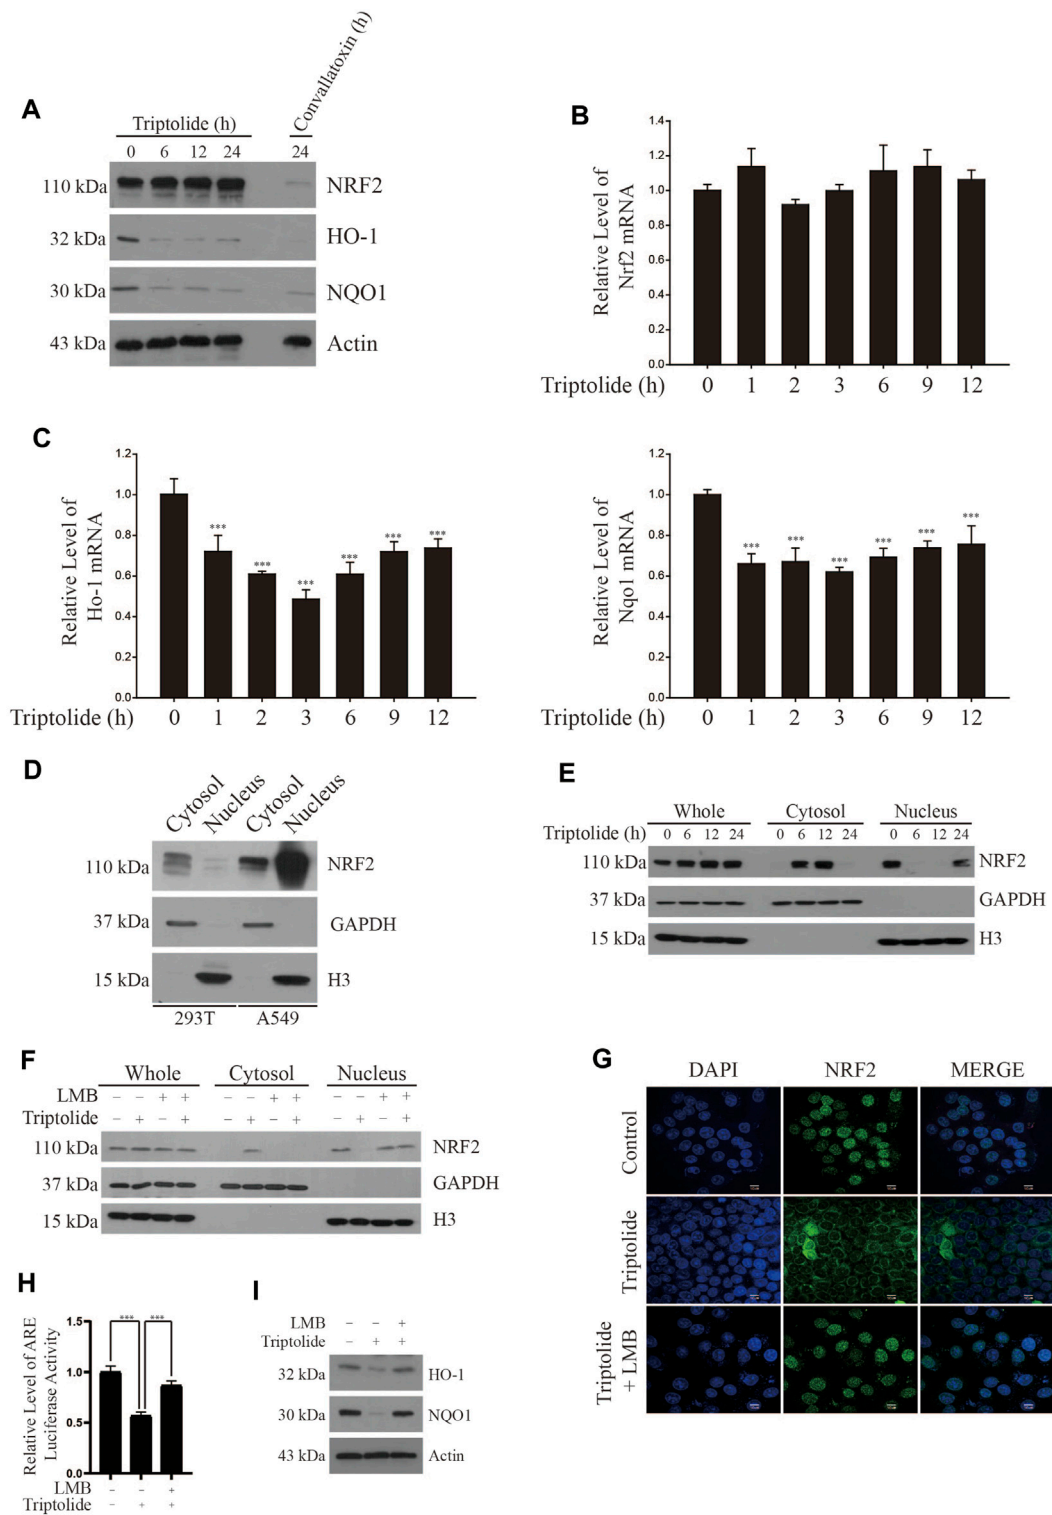 A
Triptolide (h)
Convallatoxin (h)
0 6 12 24 24
110 kDa NRF2
32 kDa HO-1
30 kDa NQO1
43 kDa Actin
B
Relative Level of
Nrf2 mRNA
1.4
1.2
1.0
0.8
0.6
0.4
0.2
0.0
Triptolide (h) 0 1 2 3 6 9 12
C
Relative Level of
Ho-1 mRNA
1.2
1.0
0.8
0.6
0.4
0.2
0.0
*** *** *** *** *** ***
Triptolide (h) 0 1 2 3 6 9 12
Relative Level of
Nqo1 mRNA
1.2
1.0
0.8
0.6
0.4
0.2
0.0
*** *** *** *** *** ***
Triptolide (h) 0 1 2 3 6 9 12
D
Cytosol Nucleus Cytosol Nucleus
110 kDa NRF2
37 kDa GAPDH
15 kDa H3
293T A549
E
Whole Cytosol Nucleus
Triptolide (h) 0 6 12 24 0 6 12 24 0 6 12 24
110 kDa NRF2
37 kDa GAPDH
15 kDa H3
F
Whole Cytosol Nucleus
LMB − − + + − − + + − − + +
Triptolide − + − + − + − + − + − +
110 kDa NRF2
37 kDa GAPDH
15 kDa H3
G
DAPI NRF2 MERGE
Control
Triptolide
Triptolide
+ LMB
H
Relative Level of ARE
Luciferase Activity
1.5
1.0
0.5
0.0
*** ***
LMB − − +
Triptolide − + +
I
LMB − − +
Triptolide − + +
32 kDa HO-1
30 kDa NQO1
43 kDa Actin